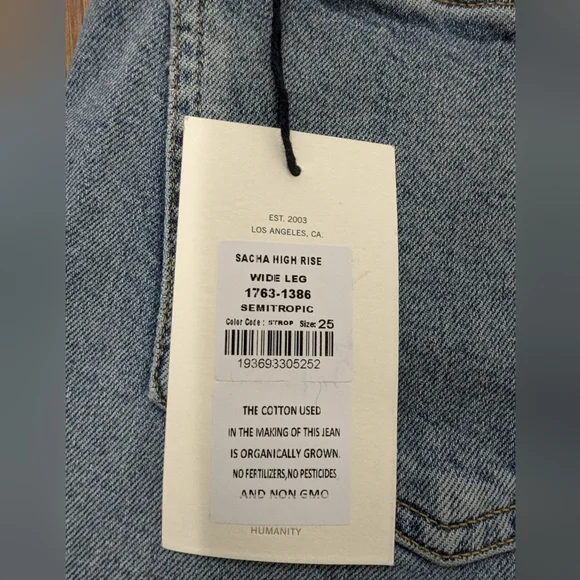 EST. 2003
LOS ANGELES, CA.
SACHA HIGH RISE
WIDE LEG
1763-1386
SEMITROPIC
Color Code : STROP Size: 25
193693305252
THE COTTON USED
IN THE MAKING OF THIS JEAN
IS ORGANICALLY GROWN.
NO FERTILIZERS,NO PESTICIDES
AND NON GMO
HUMANITY